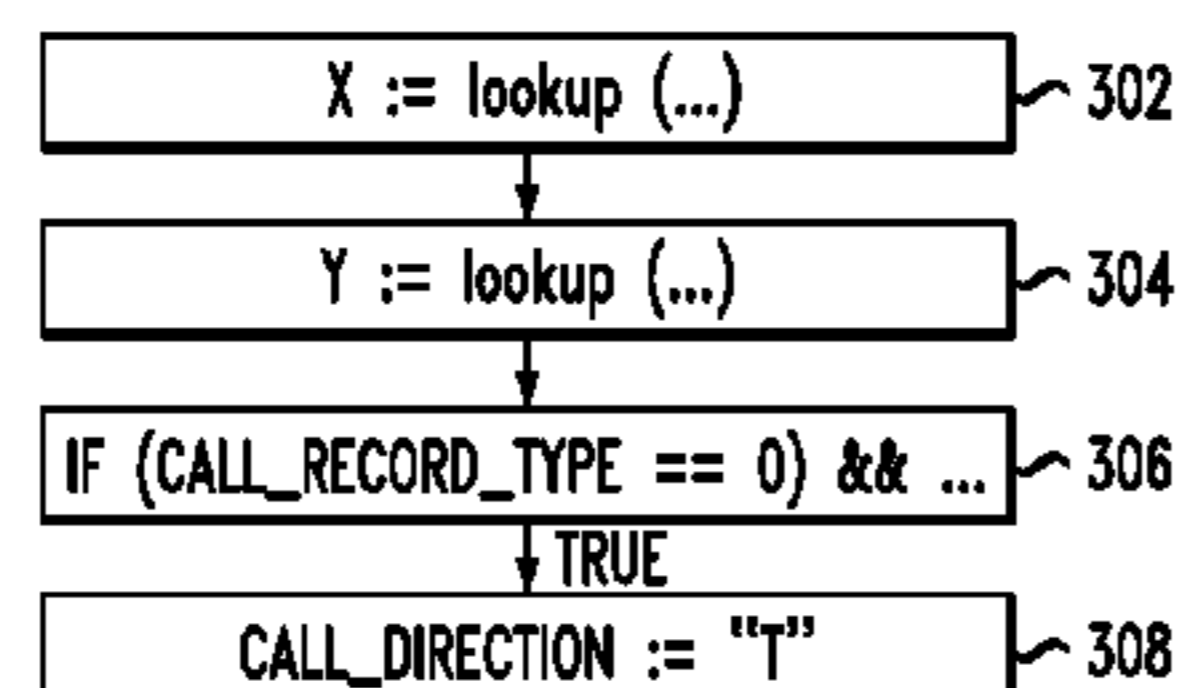 X := lookup (...) 302
Y := lookup (...) 304
IF (CALL_RECORD_TYPE == 0) && ... 306
TRUE
CALL_DIRECTION := "T" 308